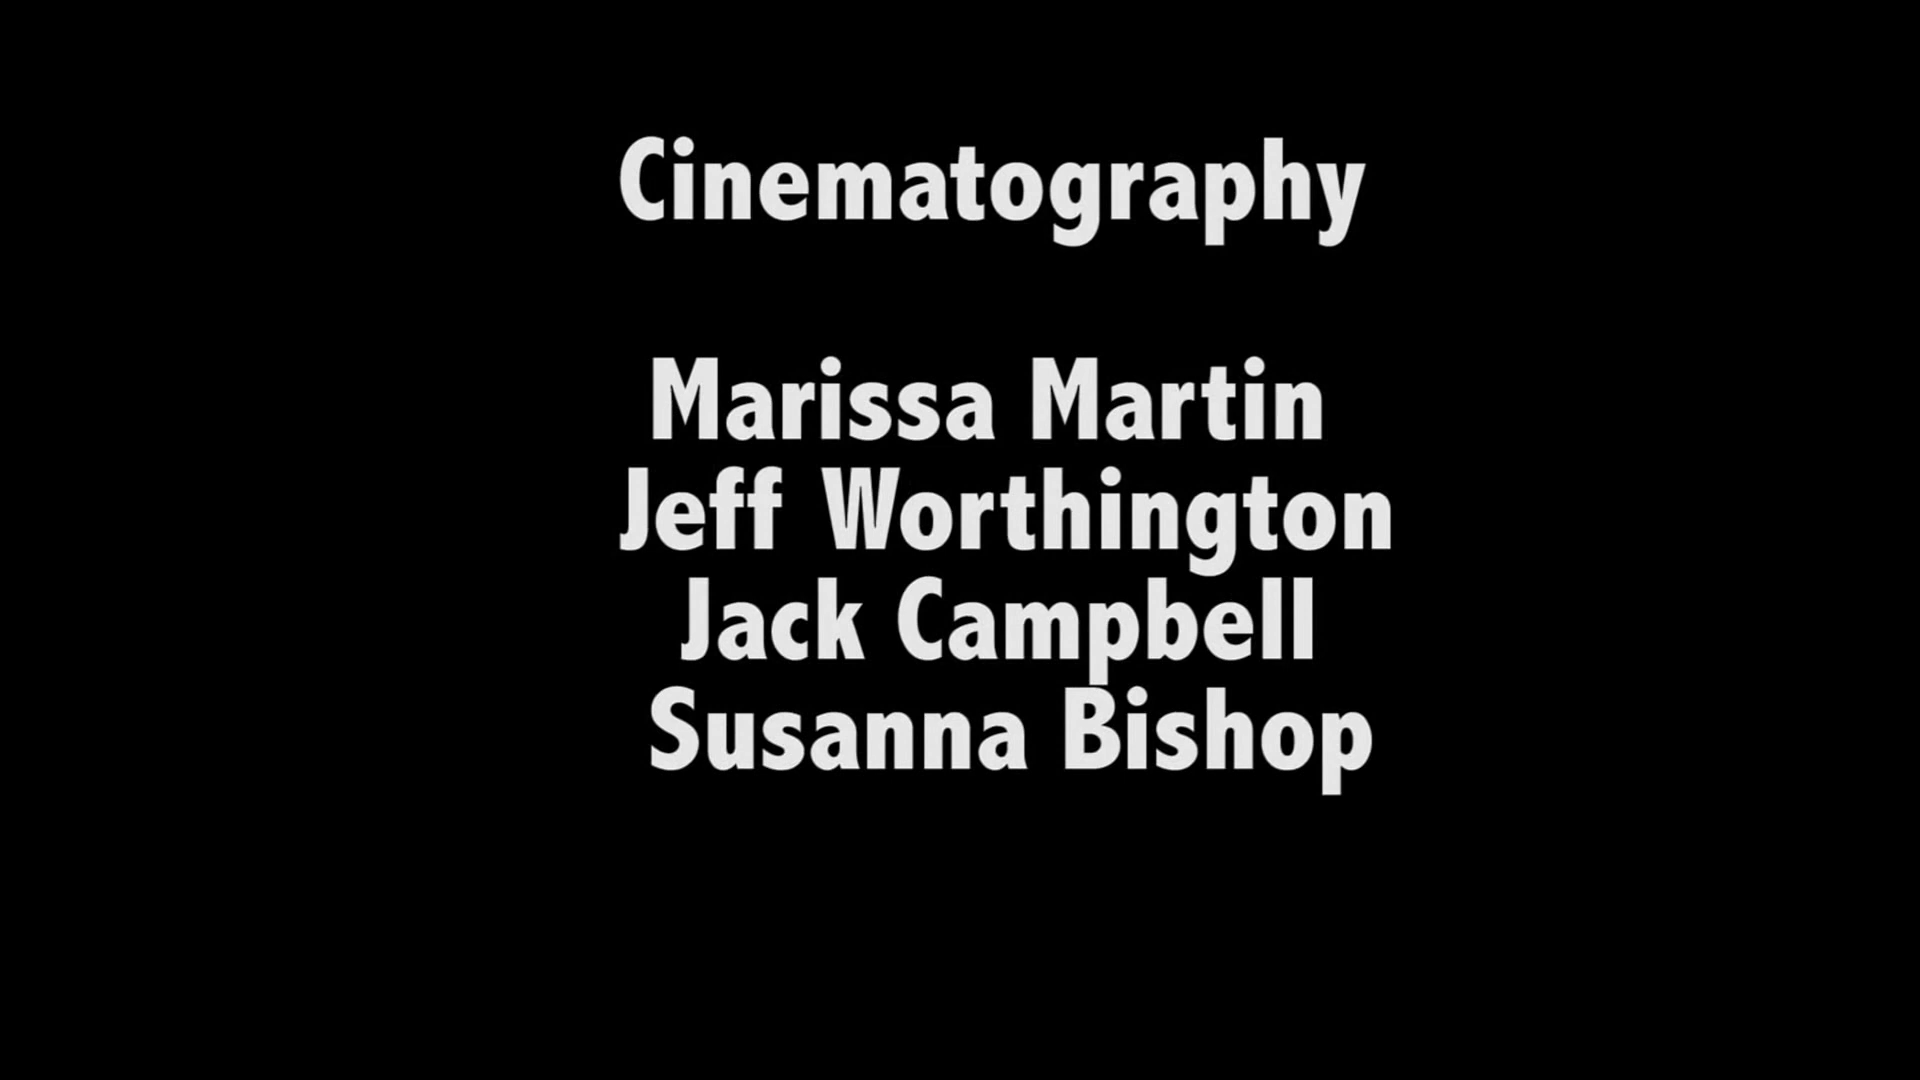 Cinematography
Marissa Martin
Jeff Worthington
Jack Campbell
Susanna Bishop